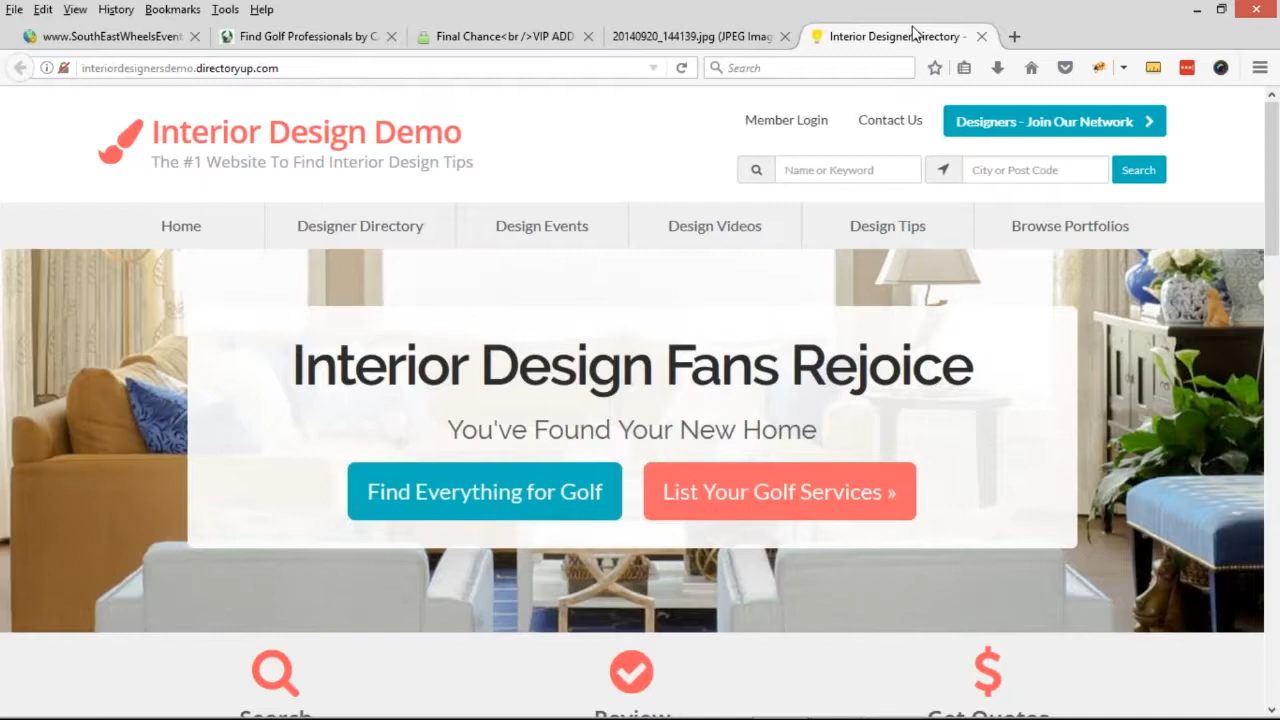 File Edit View History Bookmarks Tools Help
www.SouthEastWheelsEvent
Find Golf Professionals by C
Final Chance<br />VIP ADD
20140920_144139.jpg (JPEG Imag
Interior Designer Directory -
interiordesignersdemo.directoryup.com
Search
Interior Design Demo
The #1 Website To Find Interior Design Tips
Member Login
Contact Us
Designers - Join Our Network
Name or Keyword
City or Post Code
Search
Home
Designer Directory
Design Events
Design Videos
Design Tips
Browse Portfolios
Interior Design Fans Rejoice
You've Found Your New Home
Find Everything for Golf
List Your Golf Services »
Search
Review
Get Quotes